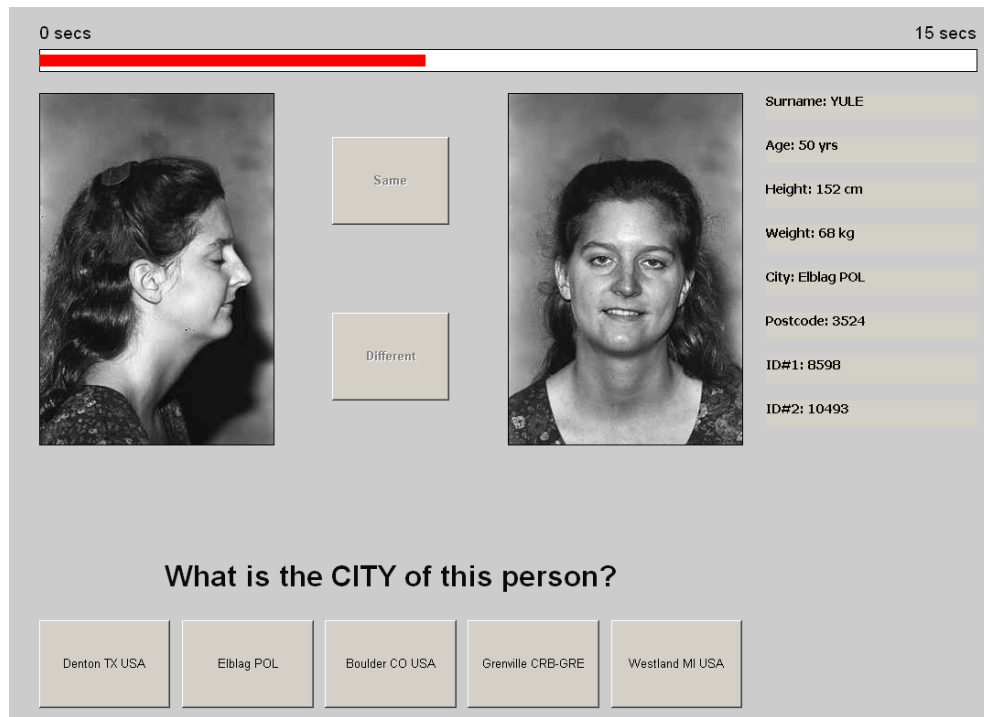 0 secs
15 secs
Surname: YULE
Age: 50 yrs
Same
Height: 152 cm
Weight: 68 kg
City: Elblag POL
Postcode: 3524
Different
ID#1: 8598
ID#2: 10493
What is the CITY of this person?
Denton TX USA
Elblag POL
Boulder CO USA
Grenville CRB-GRE
Westland MI USA